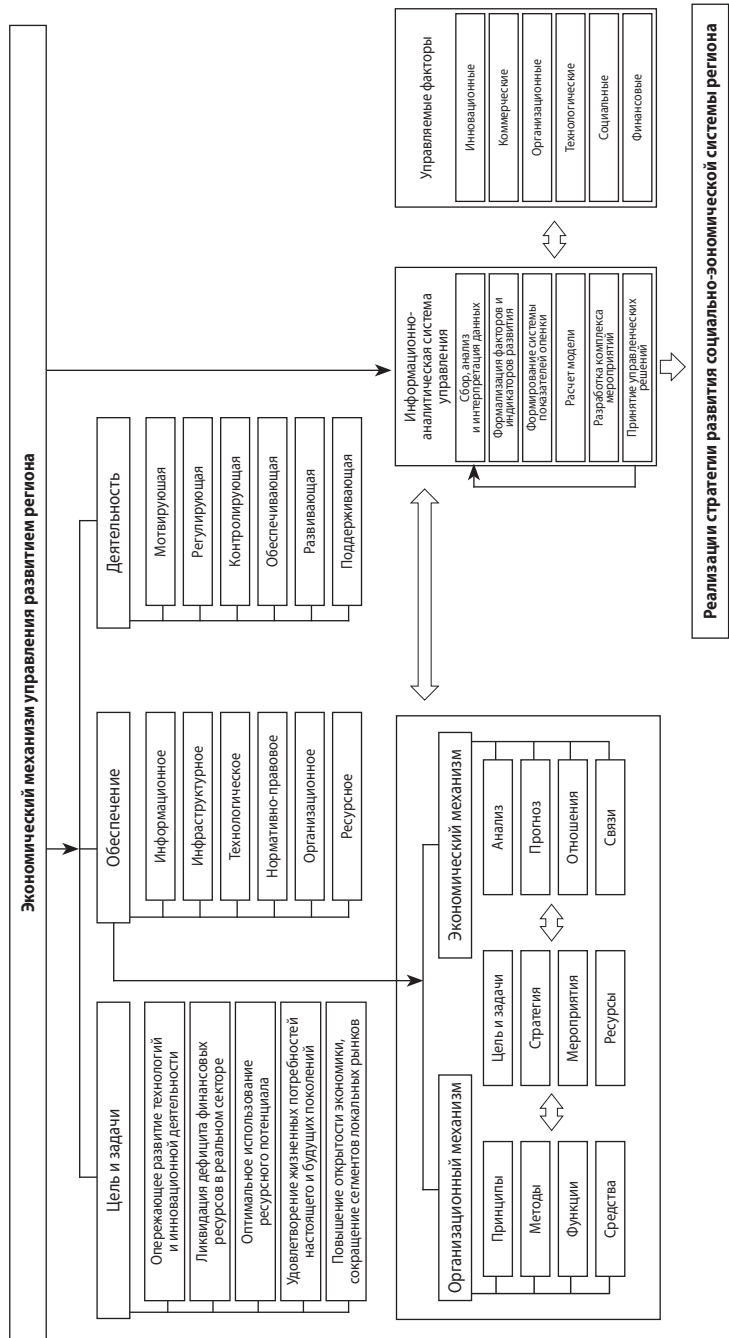 Экономический механизм управления развитием региона
Цель и задачи
Опережающее развитие технологий
и инновационной деятельности
Ликвидация дефицита финансовых
ресурсов в реальном секторе
Оптимальное использование
ресурсного потенциала
Удовлетворение жизненных потребностей
настоящего и будущих поколений
Повышение открытости экономики,
сокращение сегментов локальных рынков
Обеспечение
Информационное
Инфраструктурное
Технологическое
Нормативно-правовое
Организационное
Ресурсное
Деятельность
Мотвирующая
Регулирующая
Контролирующая
Обеспечивающая
Развивающая
Поддерживающая
Организационный механизм
Принципы
Методы
Функции
Средства
Цель и задачи
Стратегия
Мероприятия
Ресурсы
Экономический механизм
Анализ
Прогноз
Отношения
Связи
Информационно-
аналитическая система
управления
Сбор, анализ
и интерпретация данных
Формализация факторов и
индикаторов развития
Формирование системы
показателей оленки
Расчет модели
Разработка комплекса
мероприятий
Принятие управленческих
решений
Управляемые факторы
Инновационные
Коммерческие
Организационные
Технологические
Социальные
Финансовые
Реализации стратегии развития социально-эономической системы региона